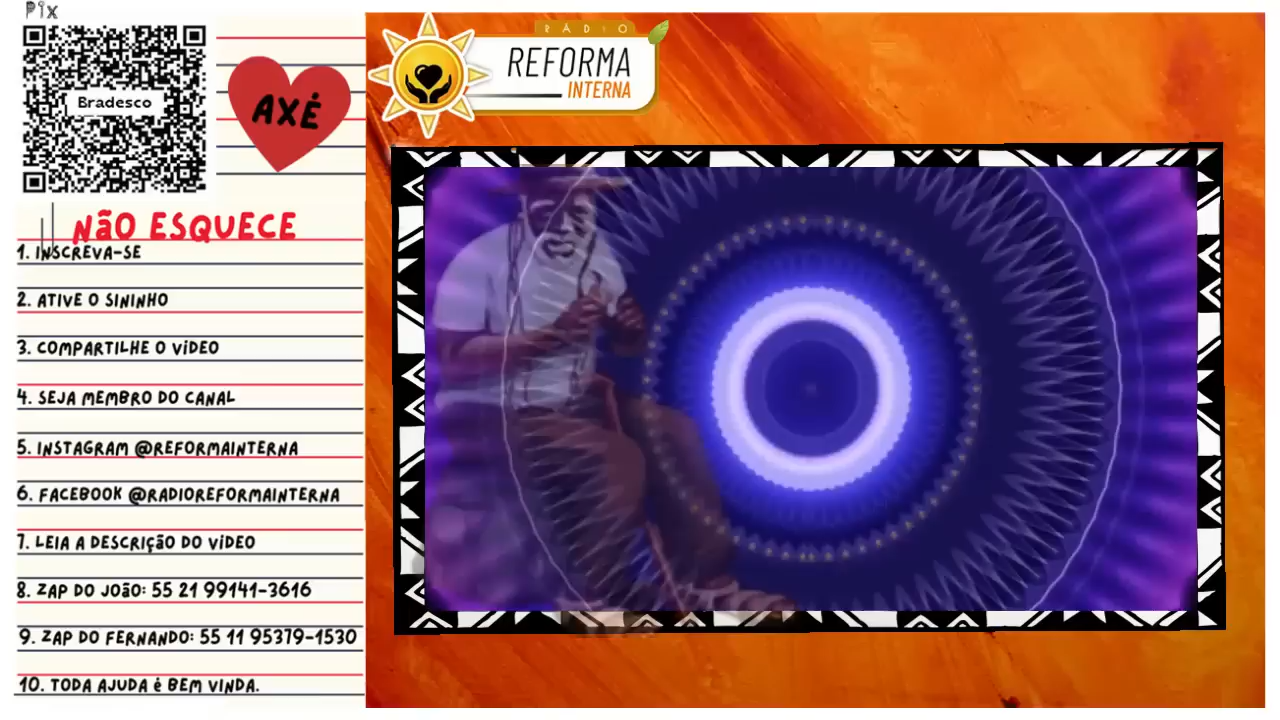 Pix
Bradesco
AXÉ
NÃO ESQUECE
1. INSCREVA-SE
2. ATIVE O SININHO
3. COMPARTILHE O VÍDEO
4. SEJA MEMBRO DO CANAL
5. INSTAGRAM @REFORMAINTERNA
6. FACEBOOK @RADIOREFORMAINTERNA
7. LEIA A DESCRIÇÃO DO VÍDEO
8. ZAP DO JOÃO: 55 21 99141-3616
9. ZAP DO FERNANDO: 55 11 95379-1530
10. TODA AJUDA É BEM VINDA.
RÁDIO
REFORMA
INTERNA